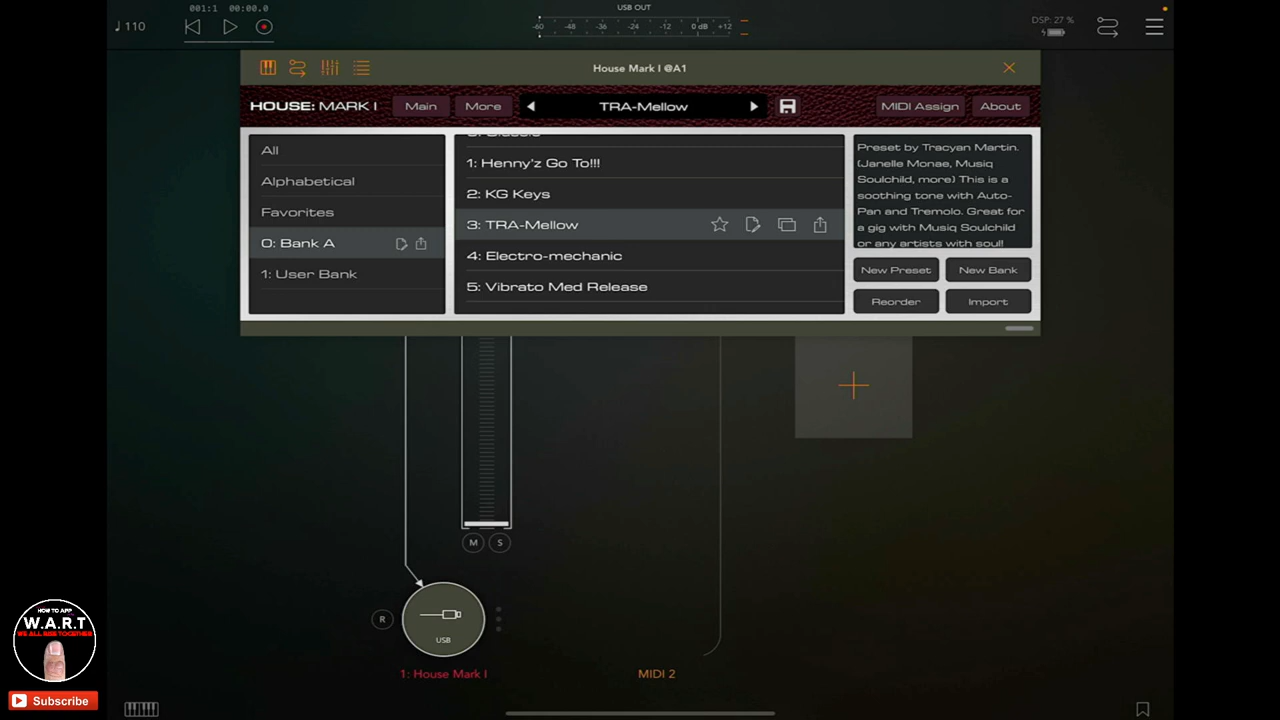 001:1 00:00.0
USB OUT
♩ 110
-60 -48 -36 -24 -12 0 dB +12
DSP: 27 %
House Mark I @A1
HOUSE: MARK I Main More TRA-Mellow MIDI Assign About
All
Alphabetical
Favorites
0: Bank A
1: User Bank
1: Henny'z Go To!!!
2: KG Keys
3: TRA-Mellow
4: Electro-mechanic
5: Vibrato Med Release
Preset by Tracyan Martin.
(Janelle Monae, Musiq
Soulchild, more) This is a
soothing tone with Auto-
Pan and Tremolo. Great for
a gig with Musiq Soulchild
or any artists with soul!
New Preset New Bank
Reorder Import
M S
R
USB
1: House Mark I
MIDI 2
HOW TO APP
W.A.R.T
WE ALL RISE TOGETHER
Subscribe